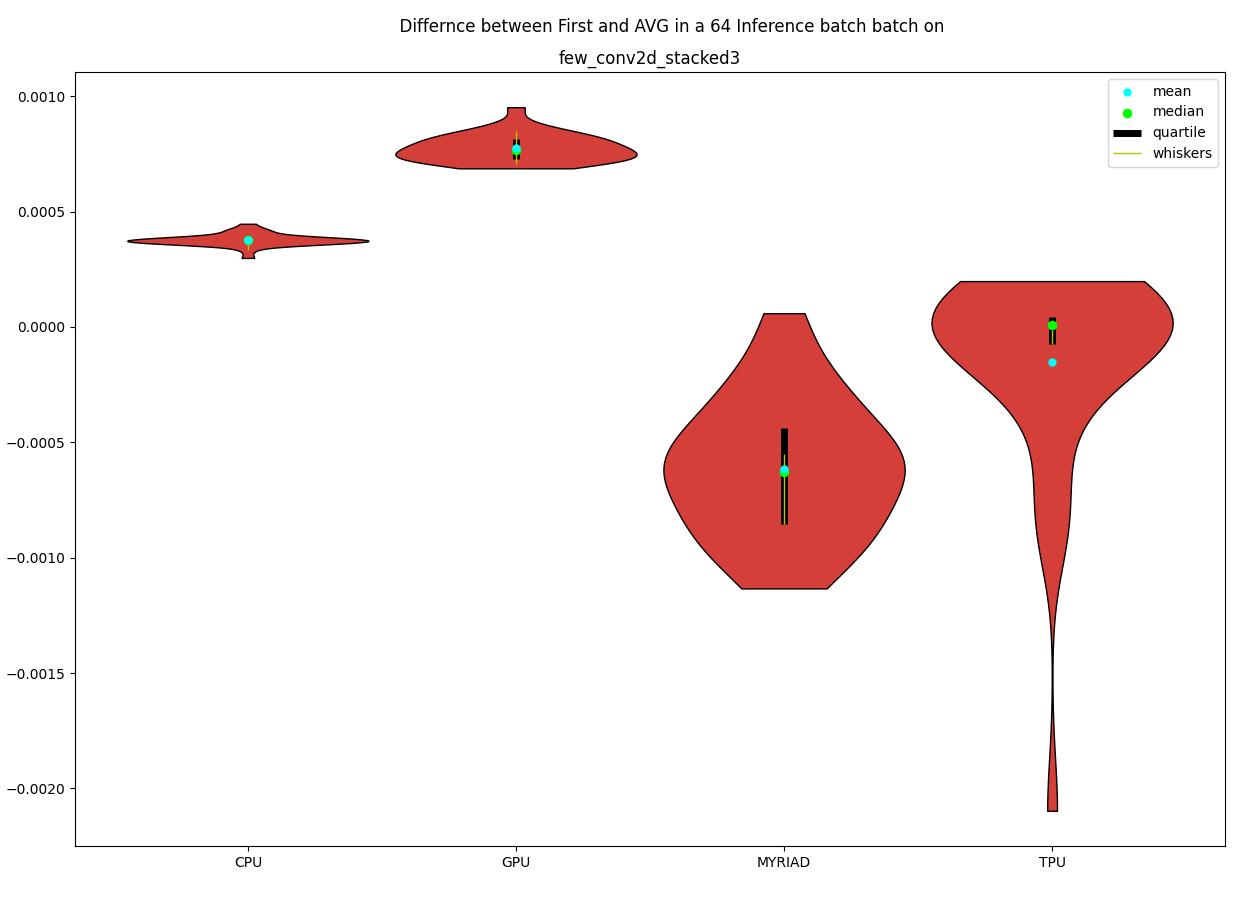 Differnce between First and AVG in a 64 Inference batch batch on
few_conv2d_stacked3
mean
median
quartile
whiskers
0.0010
0.0005
0.0000
−0.0005
−0.0010
−0.0015
−0.0020
CPU GPU MYRIAD TPU